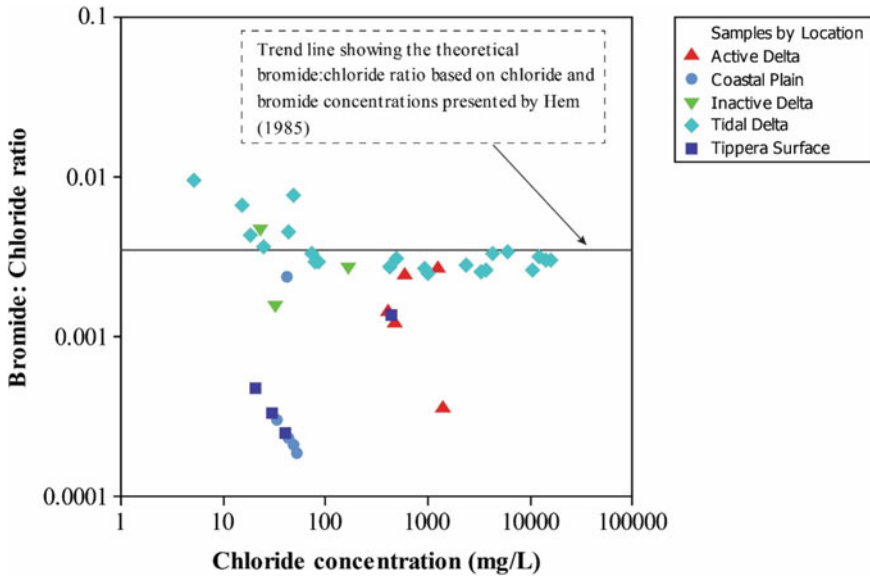 0.1
Trend line showing the theoretical
bromide:chloride ratio based on chloride and
bromide concentrations presented by Hem
(1985)
Samples by Location
Active Delta
Coastal Plain
Inactive Delta
Tidal Delta
Tippera Surface
Bromide: Chloride ratio
0.01
0.001
0.0001
1 10 100 1000 10000 100000
Chloride concentration (mg/L)